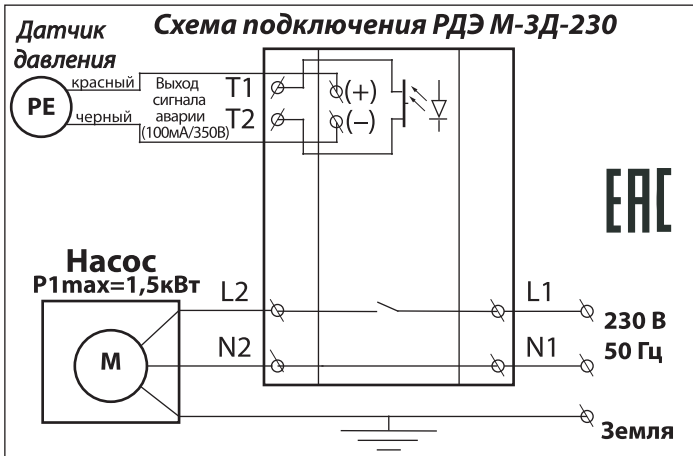 Схема подключения РДЭ М-3Д-230
Датчик
давления
красный
PE
черный
Выход
сигнала
аварии
(100мА/350В)
T1
T2
(+)
(−)
EAC
Насос
P1max=1,5кВт
M
L2
N2
L1
N1
230 В
50 Гц
Земля